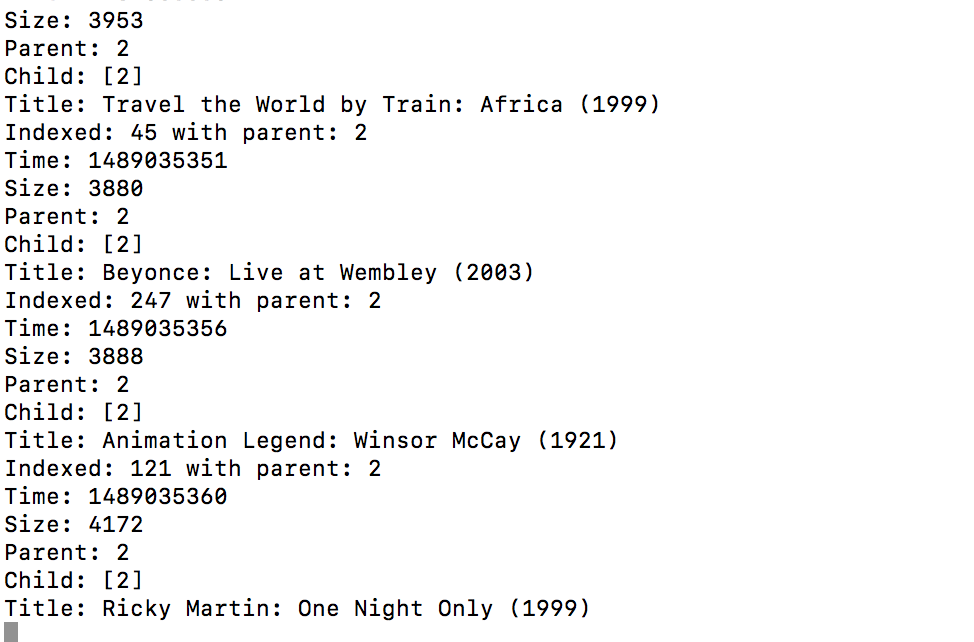 Size: 3953
Parent: 2
Child: [2]
Title: Travel the World by Train: Africa (1999)
Indexed: 45 with parent: 2
Time: 1489035351
Size: 3880
Parent: 2
Child: [2]
Title: Beyonce: Live at Wembley (2003)
Indexed: 247 with parent: 2
Time: 1489035356
Size: 3888
Parent: 2
Child: [2]
Title: Animation Legend: Winsor McCay (1921)
Indexed: 121 with parent: 2
Time: 1489035360
Size: 4172
Parent: 2
Child: [2]
Title: Ricky Martin: One Night Only (1999)